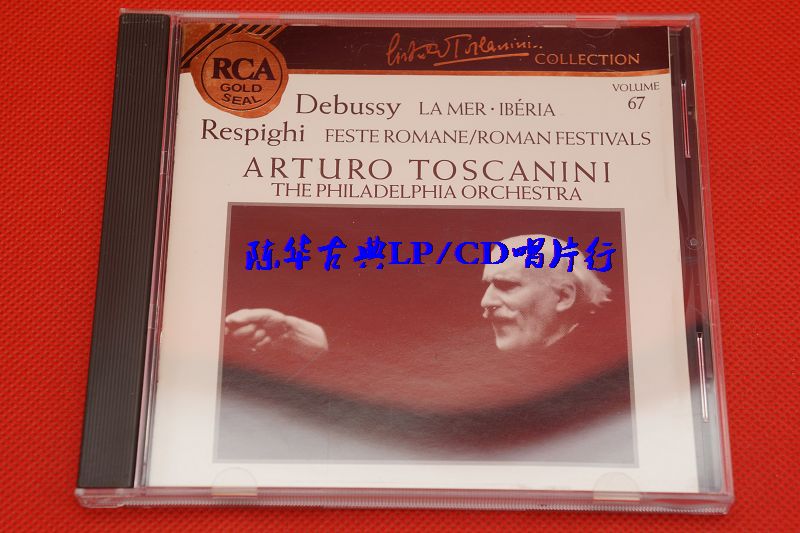 RCA
GOLD
SEAL
Arturo Toscanini
COLLECTION
VOLUME
67
Debussy LA MER · IBÉRIA
Respighi FESTE ROMANE/ROMAN FESTIVALS
ARTURO TOSCANINI
THE PHILADELPHIA ORCHESTRA
陈华古典LP/CD唱片行